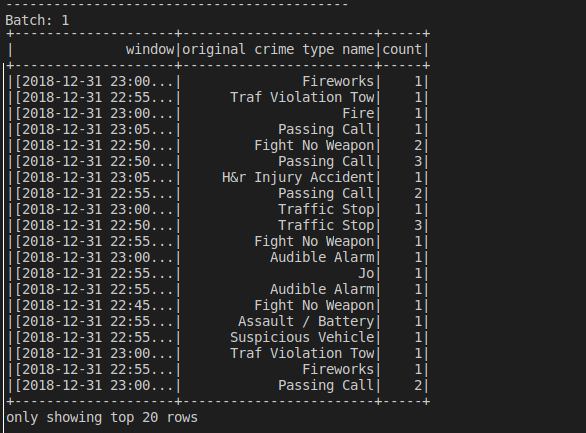 -------------------------------------------
Batch: 1
+--------------------+------------------------+-----+
|              window|original crime type name|count|
+--------------------+------------------------+-----+
|[2018-12-31 23:00...|               Fireworks|    1|
|[2018-12-31 22:55...|      Traf Violation Tow|    1|
|[2018-12-31 23:00...|                    Fire|    1|
|[2018-12-31 23:05...|            Passing Call|    1|
|[2018-12-31 22:50...|         Fight No Weapon|    2|
|[2018-12-31 22:50...|            Passing Call|    3|
|[2018-12-31 23:05...|     H&r Injury Accident|    1|
|[2018-12-31 22:55...|            Passing Call|    2|
|[2018-12-31 23:00...|            Traffic Stop|    1|
|[2018-12-31 22:50...|            Traffic Stop|    3|
|[2018-12-31 22:55...|         Fight No Weapon|    1|
|[2018-12-31 23:00...|           Audible Alarm|    1|
|[2018-12-31 22:55...|                      Jo|    1|
|[2018-12-31 22:55...|           Audible Alarm|    1|
|[2018-12-31 22:45...|         Fight No Weapon|    1|
|[2018-12-31 22:55...|       Assault / Battery|    1|
|[2018-12-31 22:55...|      Suspicious Vehicle|    1|
|[2018-12-31 23:00...|      Traf Violation Tow|    1|
|[2018-12-31 22:55...|               Fireworks|    1|
|[2018-12-31 23:00...|            Passing Call|    2|
+--------------------+------------------------+-----+
only showing top 20 rows